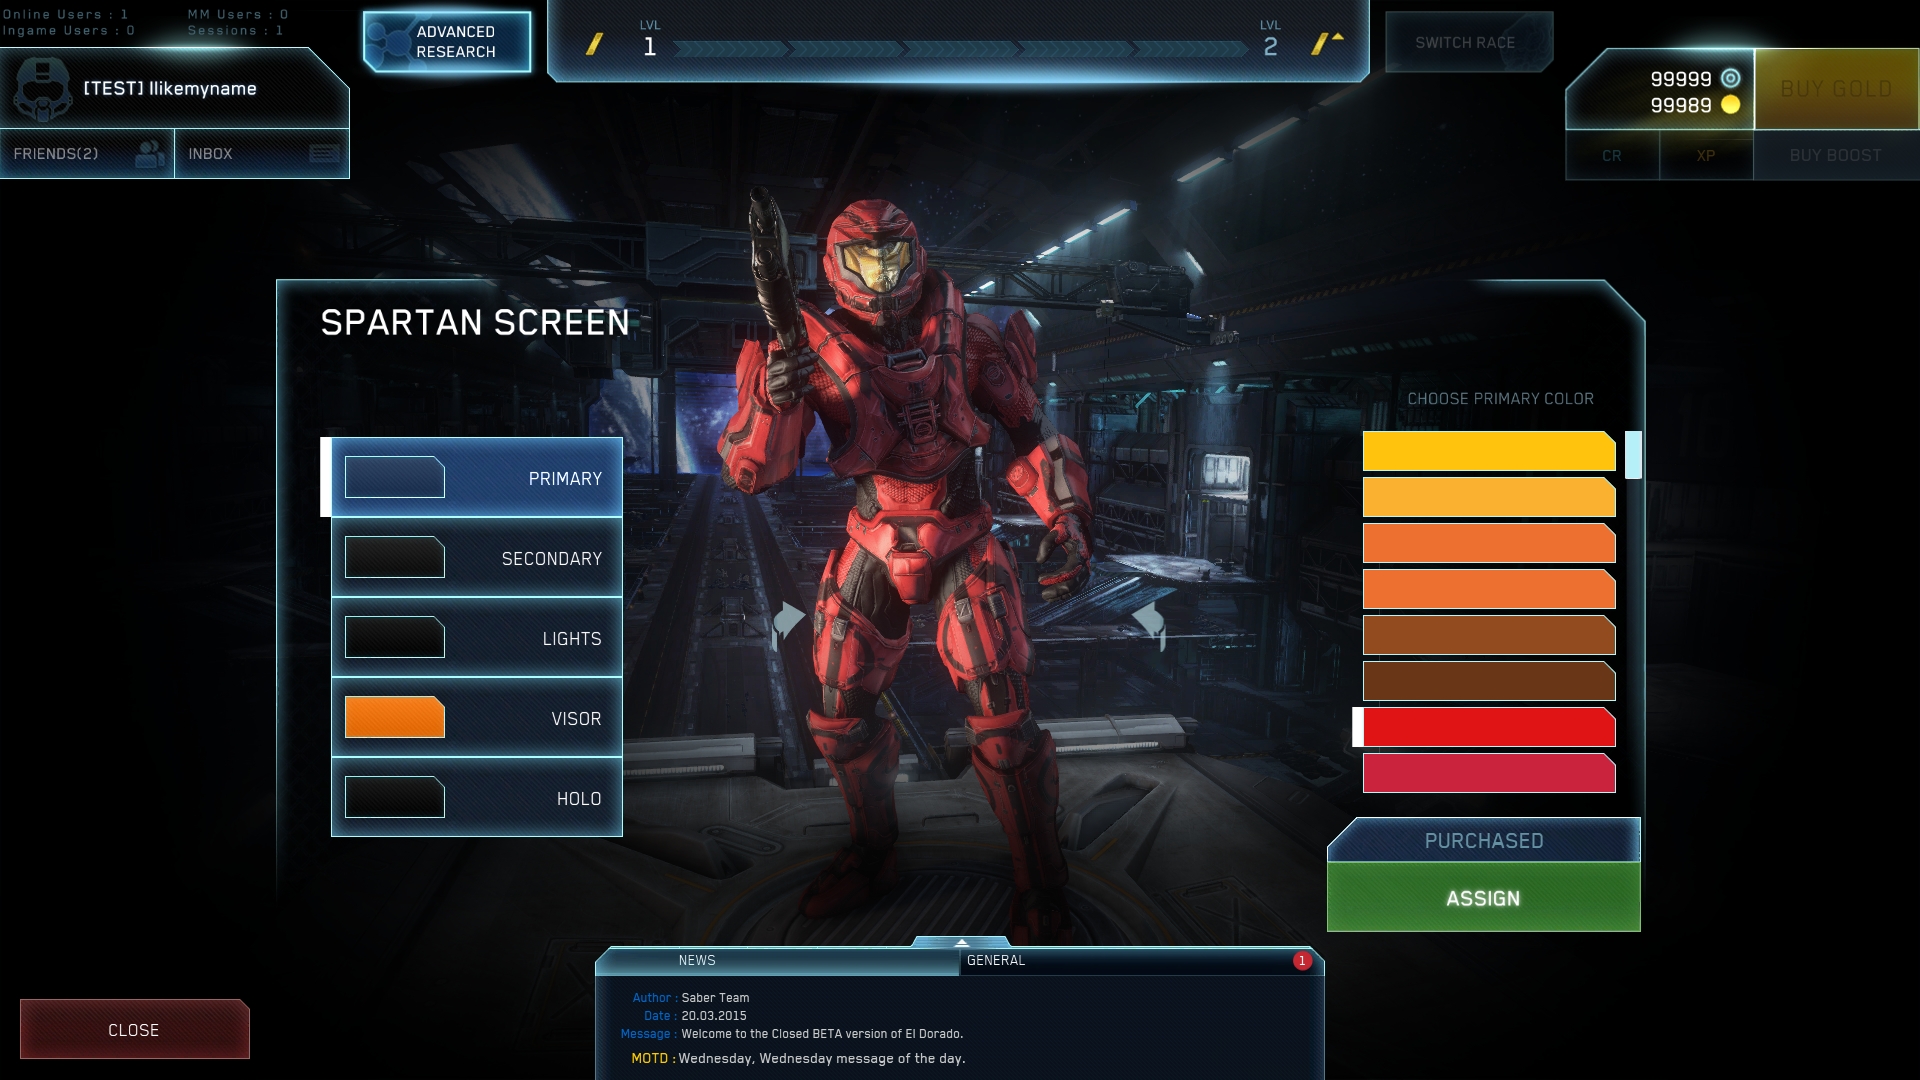 Online Users : 1
MM Users : 0
Ingame Users : 0
Sessions : 1
[TEST] Ilikemyname
FRIENDS(2)
INBOX
ADVANCED
RESEARCH
LVL
1
LVL
2
SWITCH RACE
99999
99989
BUY GOLD
CR
XP
BUY BOOST
SPARTAN SCREEN
PRIMARY
SECONDARY
LIGHTS
VISOR
HOLO
CHOOSE PRIMARY COLOR
PURCHASED
ASSIGN
NEWS
GENERAL
1
Author : Saber Team
Date : 20.03.2015
Message : Welcome to the Closed BETA version of El Dorado.
MOTD : Wednesday, Wednesday message of the day.
CLOSE